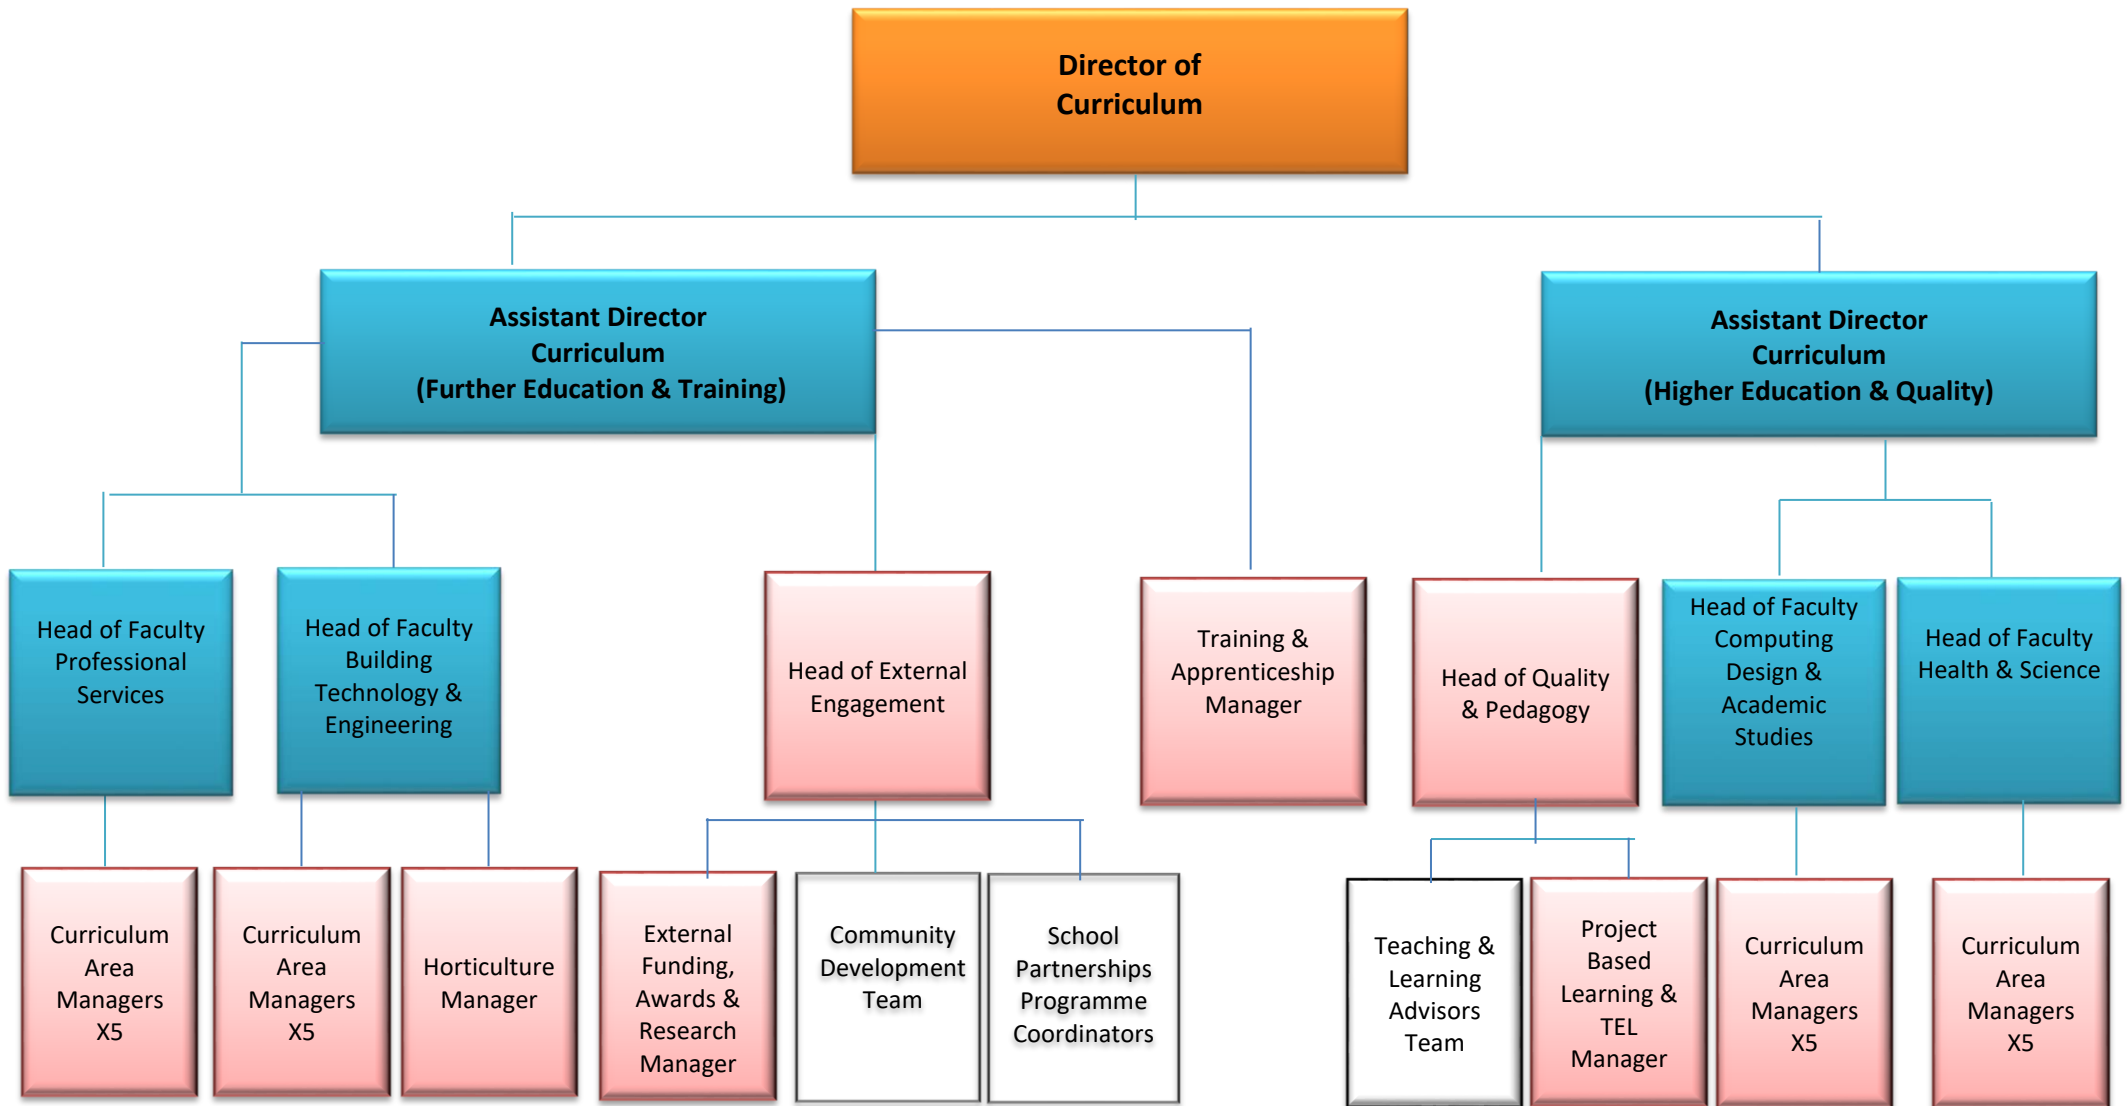 Director of
Curriculum
Assistant Director
Curriculum
(Further Education & Training)
Assistant Director
Curriculum
(Higher Education & Quality)
Head of Faculty
Professional
Services
Head of Faculty
Building
Technology &
Engineering
Head of External
Engagement
Training &
Apprenticeship
Manager
Head of Quality
& Pedagogy
Head of Faculty
Computing
Design &
Academic
Studies
Head of Faculty
Health & Science
Curriculum
Area
Managers
X5
Curriculum
Area
Managers
X5
Horticulture
Manager
External
Funding,
Awards &
Research
Manager
Community
Development
Team
School
Partnerships
Programme
Coordinators
Teaching &
Learning
Advisors
Team
Project
Based
Learning &
TEL
Manager
Curriculum
Area
Managers
X5
Curriculum
Area
Managers
X5